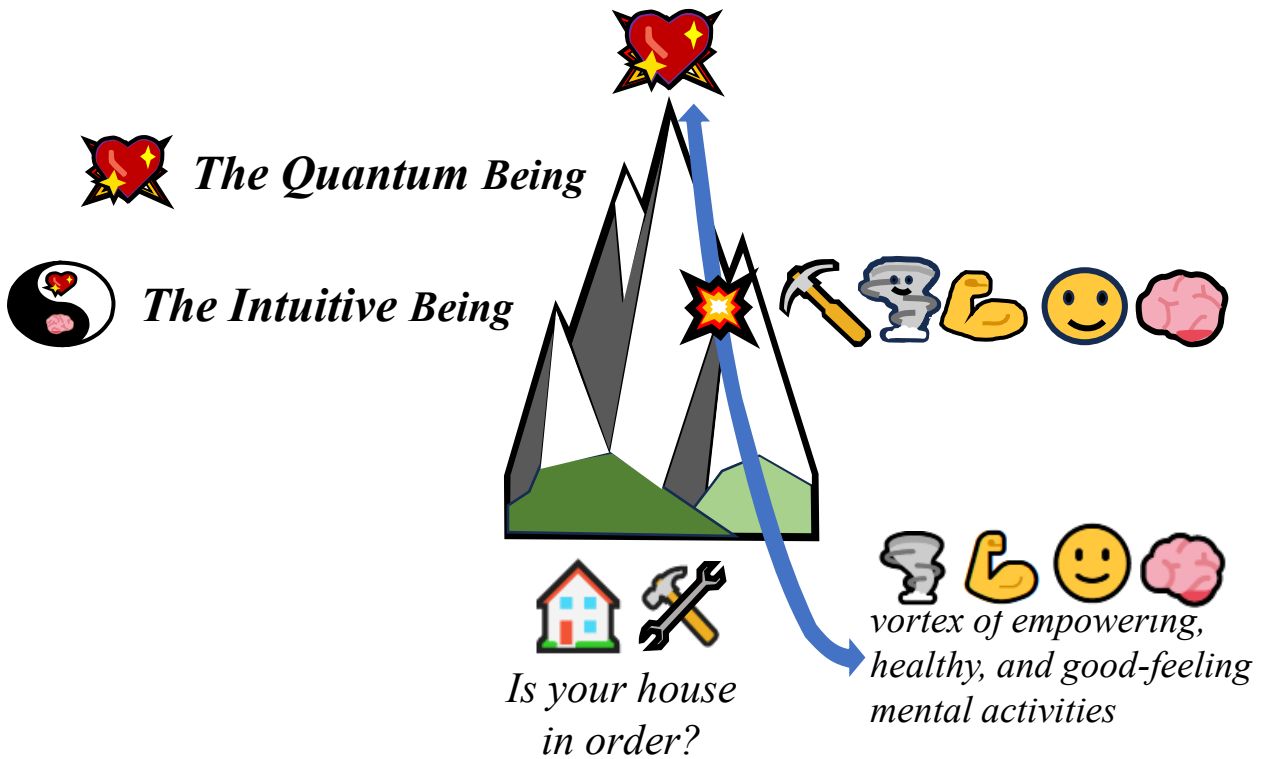 The Quantum Being
The Intuitive Being
Is your house
in order?
vortex of empowering,
healthy, and good-feeling
mental activities